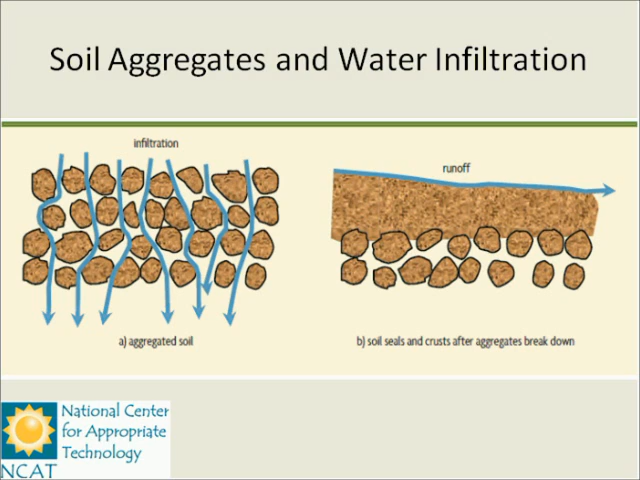 Soil Aggregates and Water Infiltration
infiltration
runoff
a) aggregated soil
b) soil seals and crusts after aggregates break down
National Center
for Appropriate
Technology
NCAT